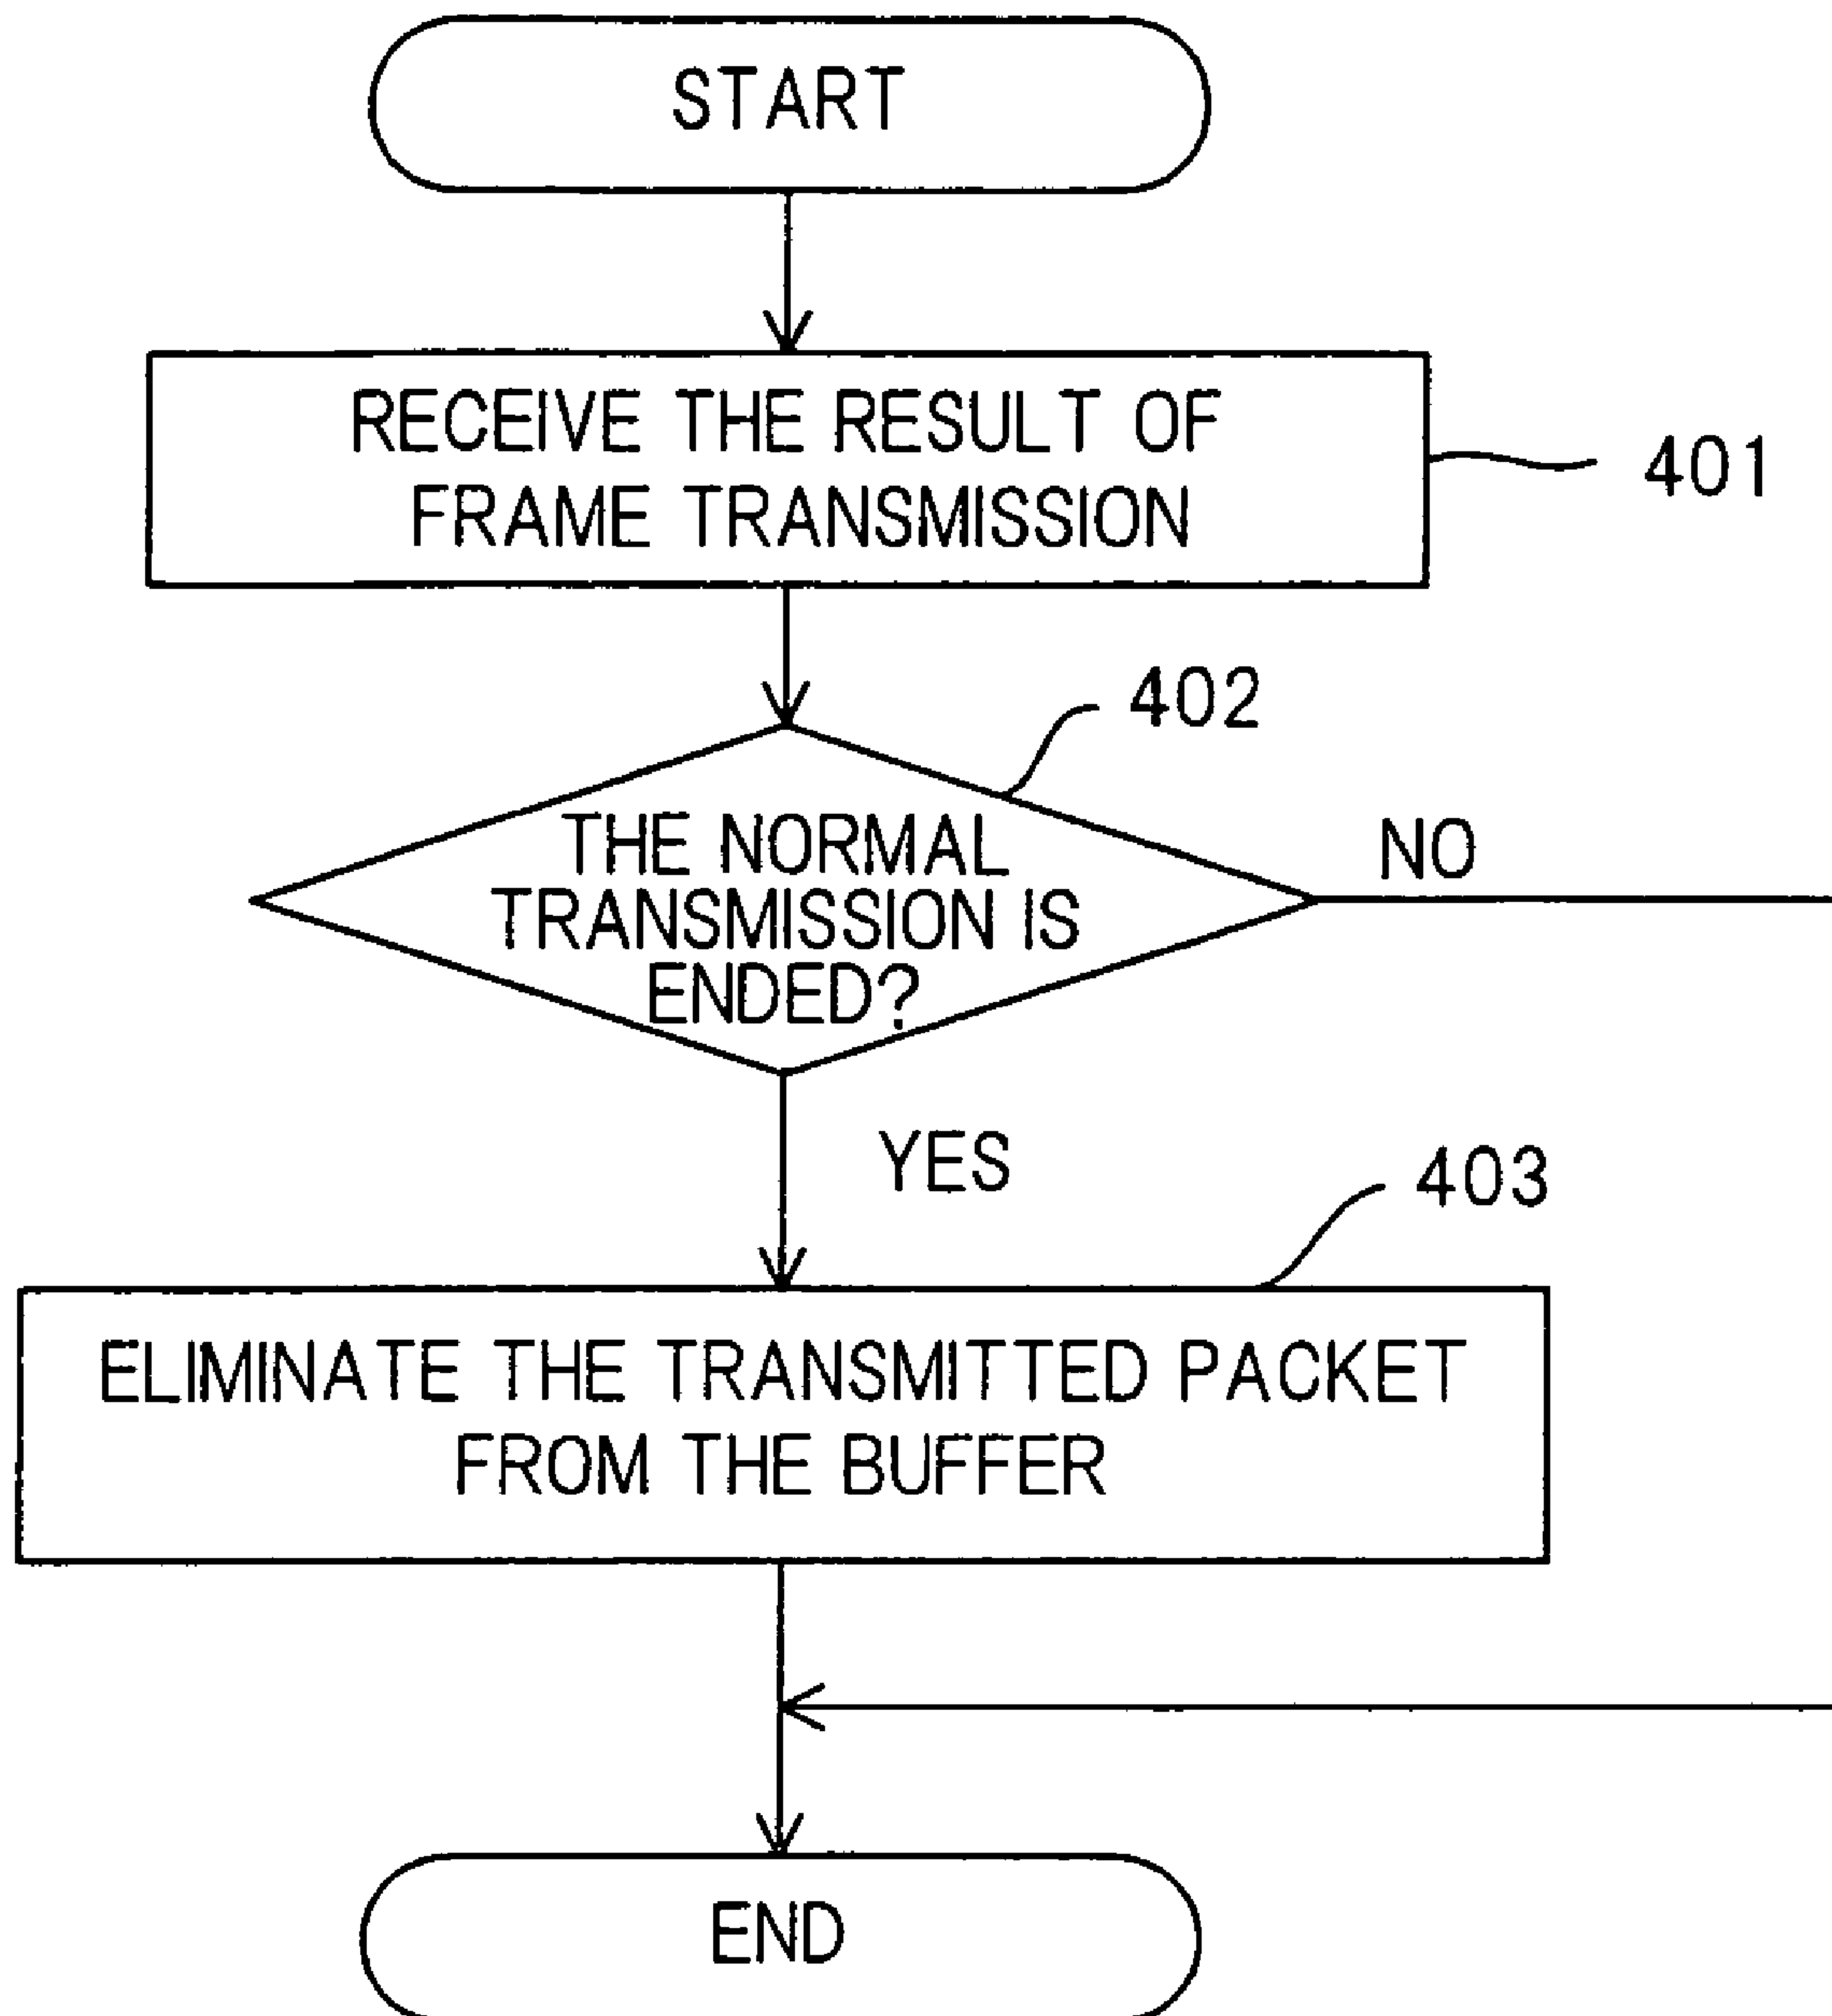 START
RECEIVE THE RESULT OF
FRAME TRANSMISSION
401
402
THE NORMAL
TRANSMISSION IS
ENDED?
NO
YES
403
ELIMINATE THE TRANSMITTED PACKET
FROM THE BUFFER
END